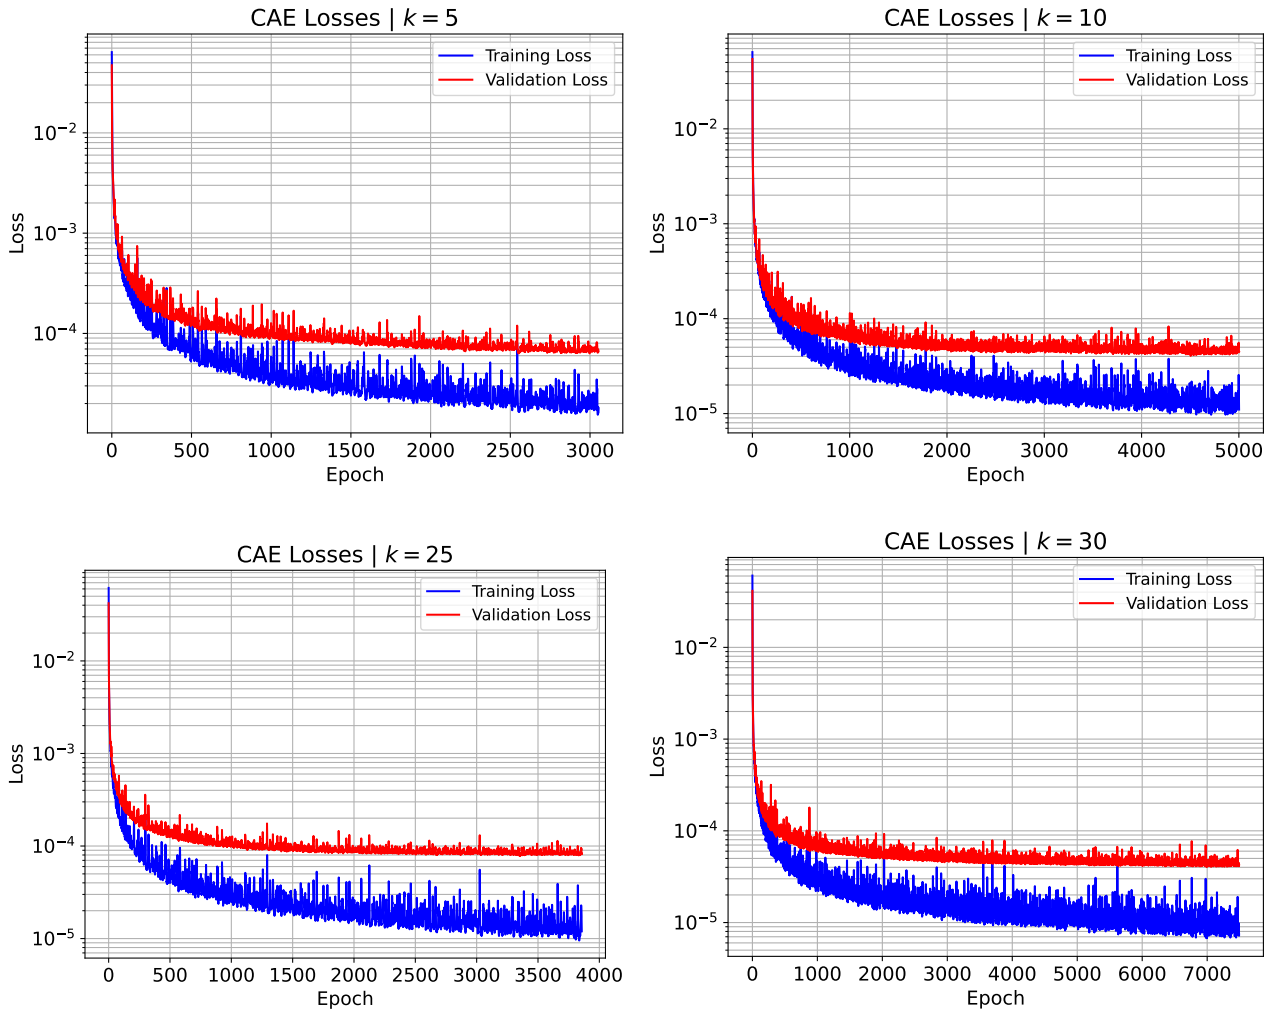 CAE Losses | k = 5
Training Loss
Validation Loss
10⁻²
10⁻³
10⁻⁴
Loss
0 500 1000 1500 2000 2500 3000
Epoch
CAE Losses | k = 10
Training Loss
Validation Loss
10⁻²
10⁻³
10⁻⁴
10⁻⁵
Loss
0 1000 2000 3000 4000 5000
Epoch
CAE Losses | k = 25
Training Loss
Validation Loss
10⁻²
10⁻³
10⁻⁴
10⁻⁵
Loss
0 500 1000 1500 2000 2500 3000 3500 4000
Epoch
CAE Losses | k = 30
Training Loss
Validation Loss
10⁻²
10⁻³
10⁻⁴
10⁻⁵
Loss
0 1000 2000 3000 4000 5000 6000 7000
Epoch